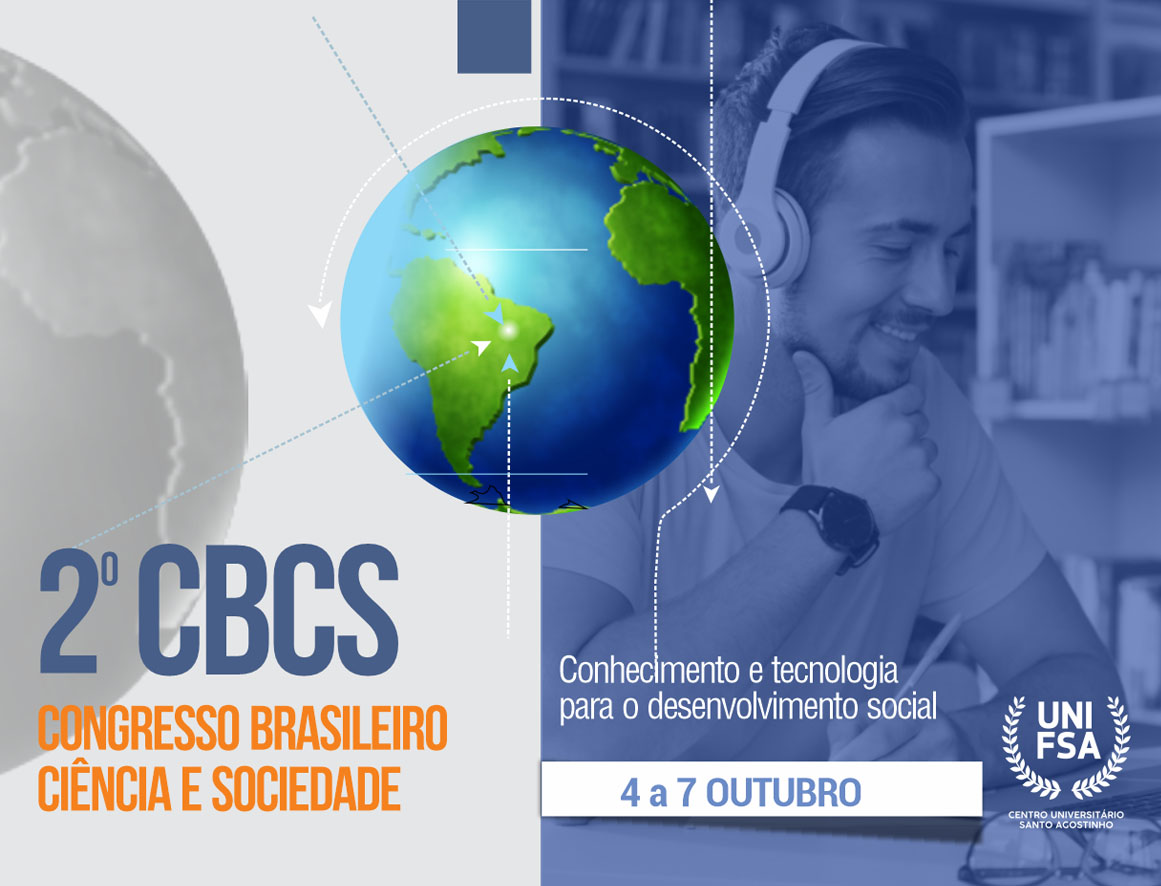 2º CBCS
CONGRESSO BRASILEIRO
CIÊNCIA E SOCIEDADE
Conhecimento e tecnologia
para o desenvolvimento social
4 a 7 OUTUBRO
UNI
FSA
CENTRO UNIVERSITÁRIO
SANTO AGOSTINHO